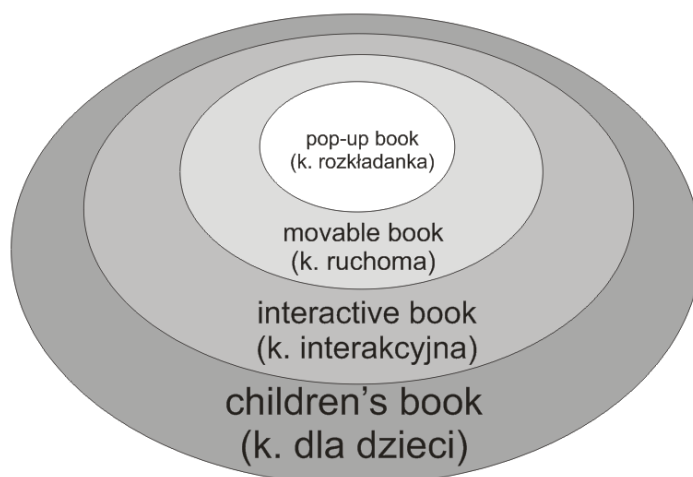 pop-up book
(k. rozkładanka)
movable book
(k. ruchoma)
interactive book
(k. interakcyjna)
children’s book
(k. dla dzieci)